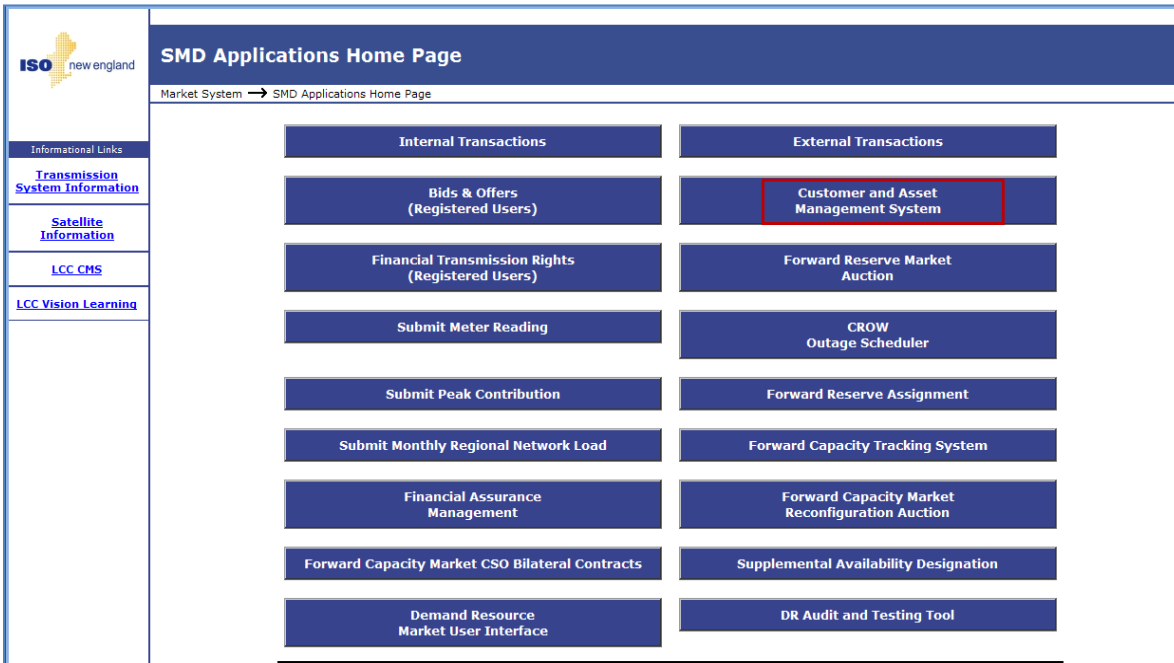 ISO new england
SMD Applications Home Page
Market System → SMD Applications Home Page
Informational Links
Transmission
System Information
Satellite
Information
LCC CMS
LCC Vision Learning
Internal Transactions
External Transactions
Bids & Offers
(Registered Users)
Customer and Asset
Management System
Financial Transmission Rights
(Registered Users)
Forward Reserve Market
Auction
Submit Meter Reading
CROW
Outage Scheduler
Submit Peak Contribution
Forward Reserve Assignment
Submit Monthly Regional Network Load
Forward Capacity Tracking System
Financial Assurance
Management
Forward Capacity Market
Reconfiguration Auction
Forward Capacity Market CSO Bilateral Contracts
Supplemental Availability Designation
Demand Resource
Market User Interface
DR Audit and Testing Tool